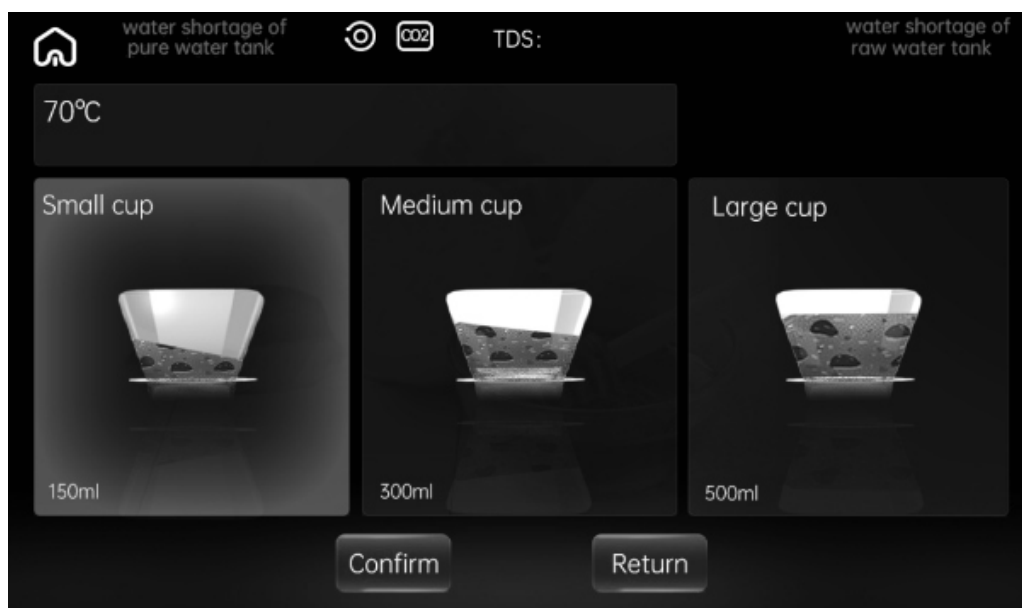 water shortage of
pure water tank
CO2
TDS:
water shortage of
raw water tank
70°C
Small cup
Medium cup
Large cup
150ml
300ml
500ml
Confirm
Return